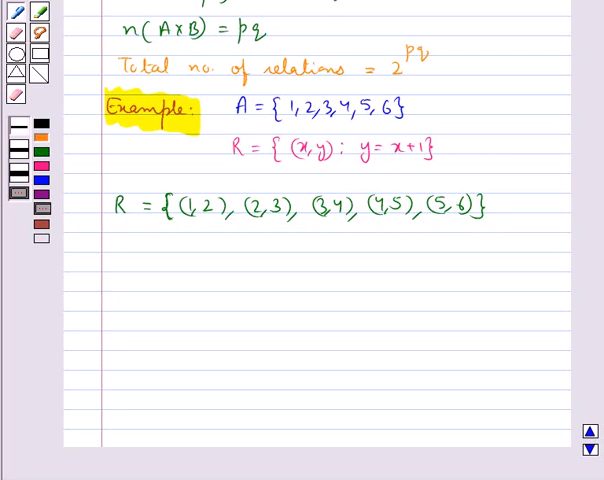 n(A×B) = pq
Total no. of relations = 2^pq
Example: A = {1,2,3,4,5,6}
R = { (x,y) : y = x+1}
R = {(1,2), (2,3), (3,4), (4,5), (5,6)}